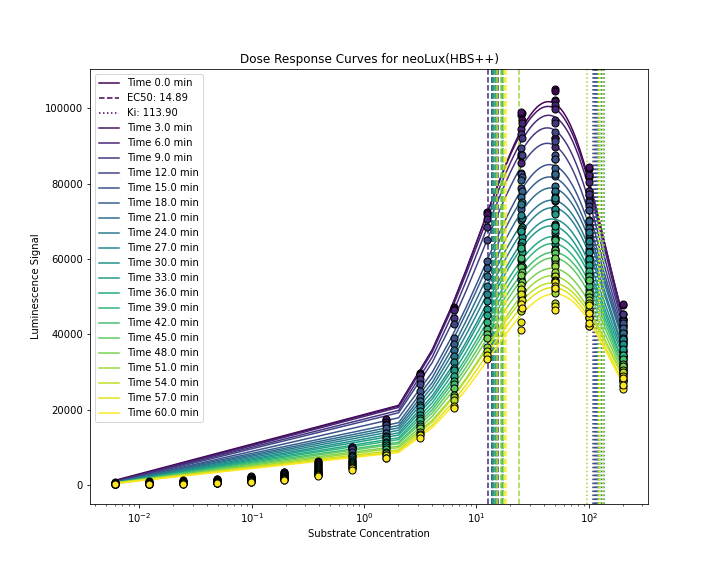 Dose Response Curves for neoLux(HBS++)
Time 0.0 min
EC50: 14.89
Ki: 113.90
Time 3.0 min
Time 6.0 min
Time 9.0 min
Time 12.0 min
Time 15.0 min
Time 18.0 min
Time 21.0 min
Time 24.0 min
Time 27.0 min
Time 30.0 min
Time 33.0 min
Time 36.0 min
Time 39.0 min
Time 42.0 min
Time 45.0 min
Time 48.0 min
Time 51.0 min
Time 54.0 min
Time 57.0 min
Time 60.0 min
Luminescence Signal
100000
80000
60000
40000
20000
0
10⁻²
10⁻¹
10⁰
10¹
10²
Substrate Concentration